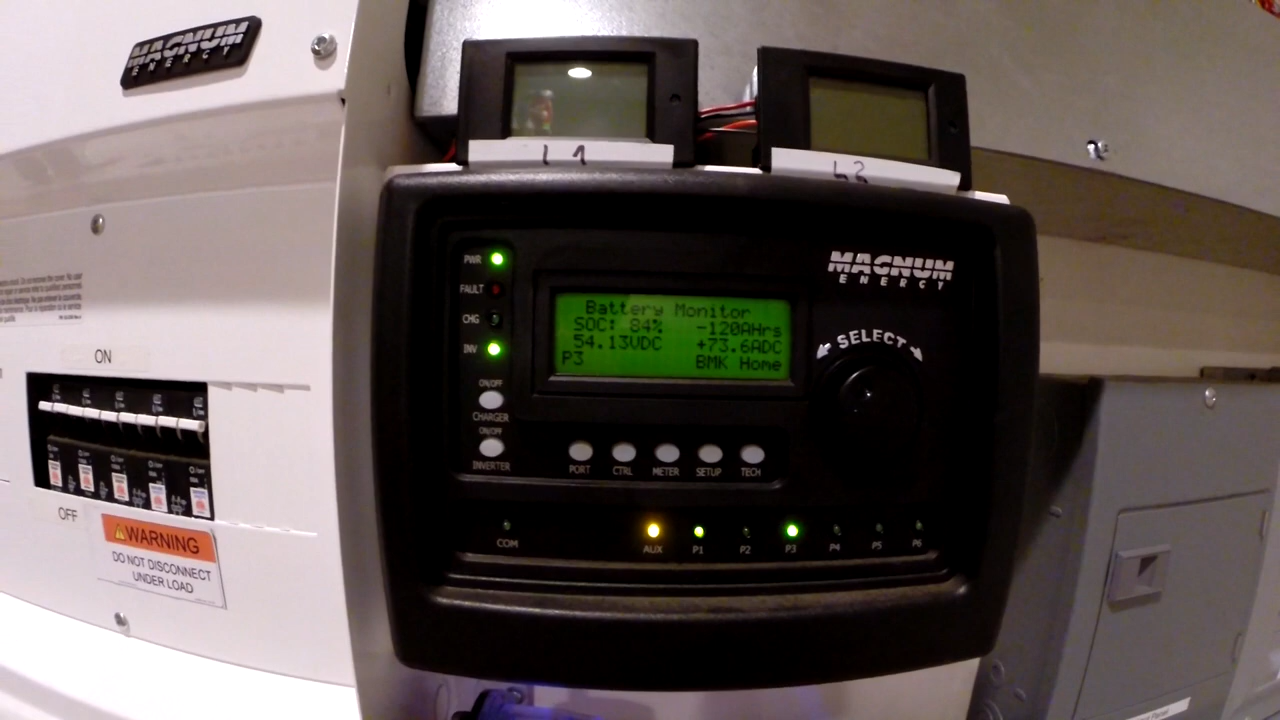 MAGNUM
ENERGY
L1
L2
MAGNUM
ENERGY
PWR
FAULT
CHG
INV
Battery Monitor
SOC: 84% -120AHrs
54.13VDC +73.6ADC
P3 BMK Home
SELECT
ON/OFF
CHARGER
ON/OFF
INVERTER
PORT CTRL METER SETUP TECH
COM AUX P1 P2 P3 P4 P5 P6
ON
OFF
WARNING
DO NOT DISCONNECT
UNDER LOAD